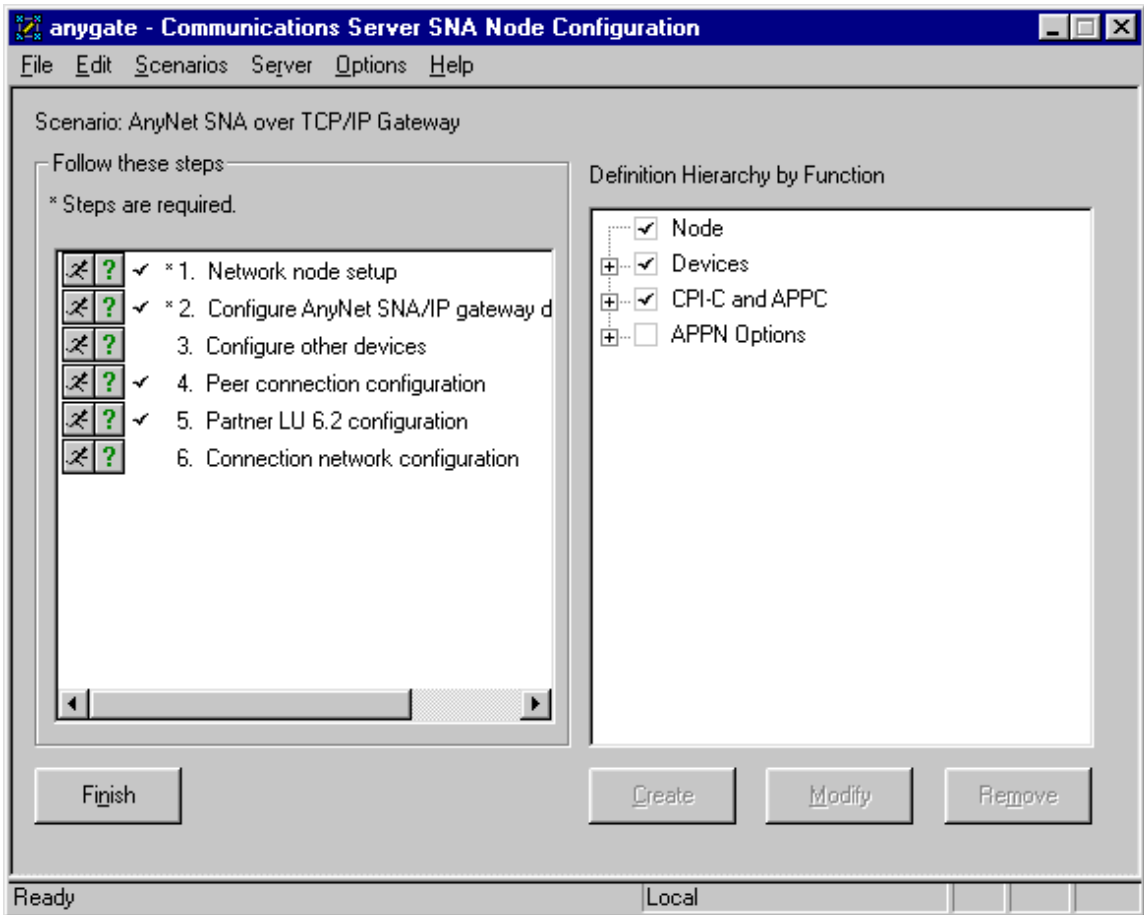 anygate - Communications Server SNA Node Configuration
File Edit Scenarios Server Options Help
Scenario: AnyNet SNA over TCP/IP Gateway
Follow these steps
* Steps are required.
? * 1. Network node setup
? * 2. Configure AnyNet SNA/IP gateway d
? 3. Configure other devices
? 4. Peer connection configuration
? 5. Partner LU 6.2 configuration
? 6. Connection network configuration
Finish
Definition Hierarchy by Function
Node
Devices
CPI-C and APPC
APPN Options
Create Modify Remove
Ready Local